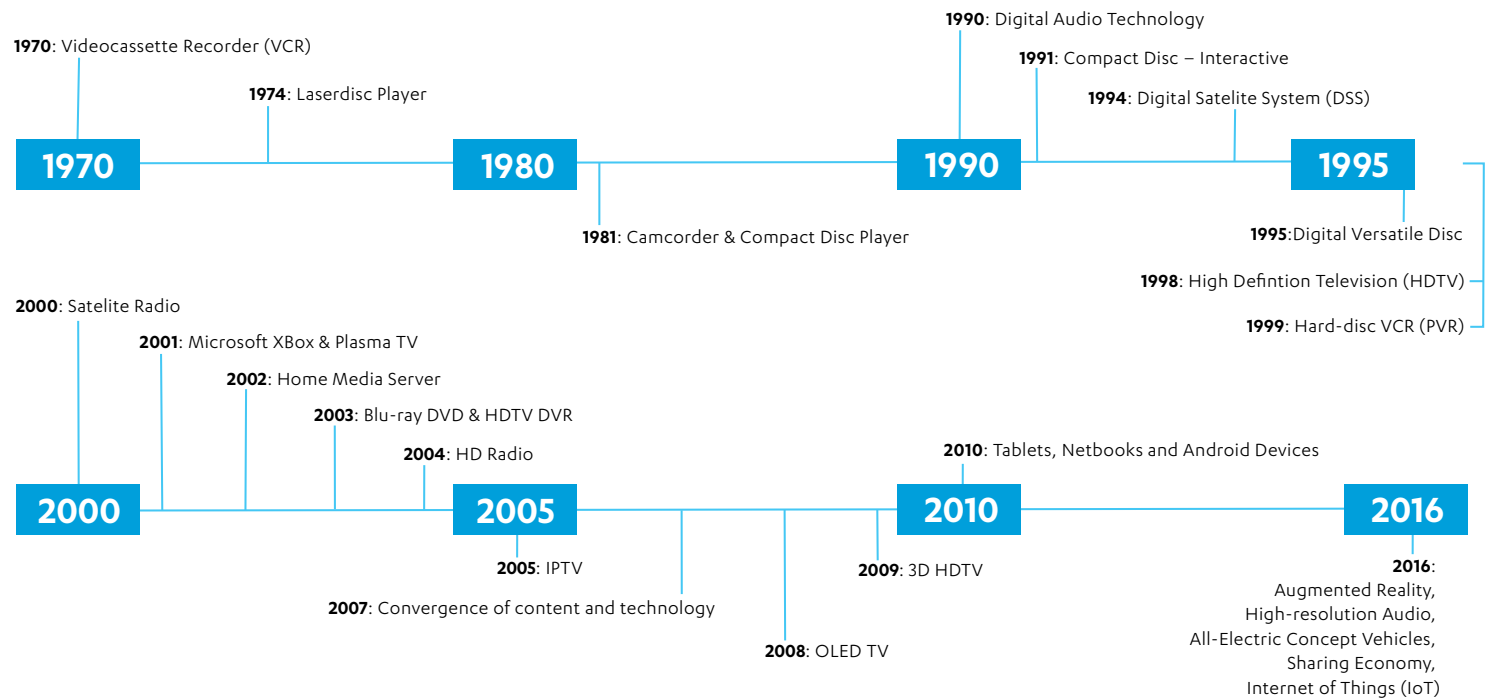 1990: Digital Audio Technology
1970: Videocassette Recorder (VCR)
1991: Compact Disc – Interactive
1974: Laserdisc Player
1994: Digital Satelite System (DSS)
1970
1980
1990
1995
1981: Camcorder & Compact Disc Player
1995:Digital Versatile Disc
1998: High Defintion Television (HDTV)
1999: Hard-disc VCR (PVR)
2000: Satelite Radio
2001: Microsoft XBox & Plasma TV
2002: Home Media Server
2003: Blu-ray DVD & HDTV DVR
2004: HD Radio
2010: Tablets, Netbooks and Android Devices
2000
2005
2010
2016
2005: IPTV
2009: 3D HDTV
2007: Convergence of content and technology
2008: OLED TV
2016:
Augmented Reality,
High-resolution Audio,
All-Electric Concept Vehicles,
Sharing Economy,
Internet of Things (IoT)